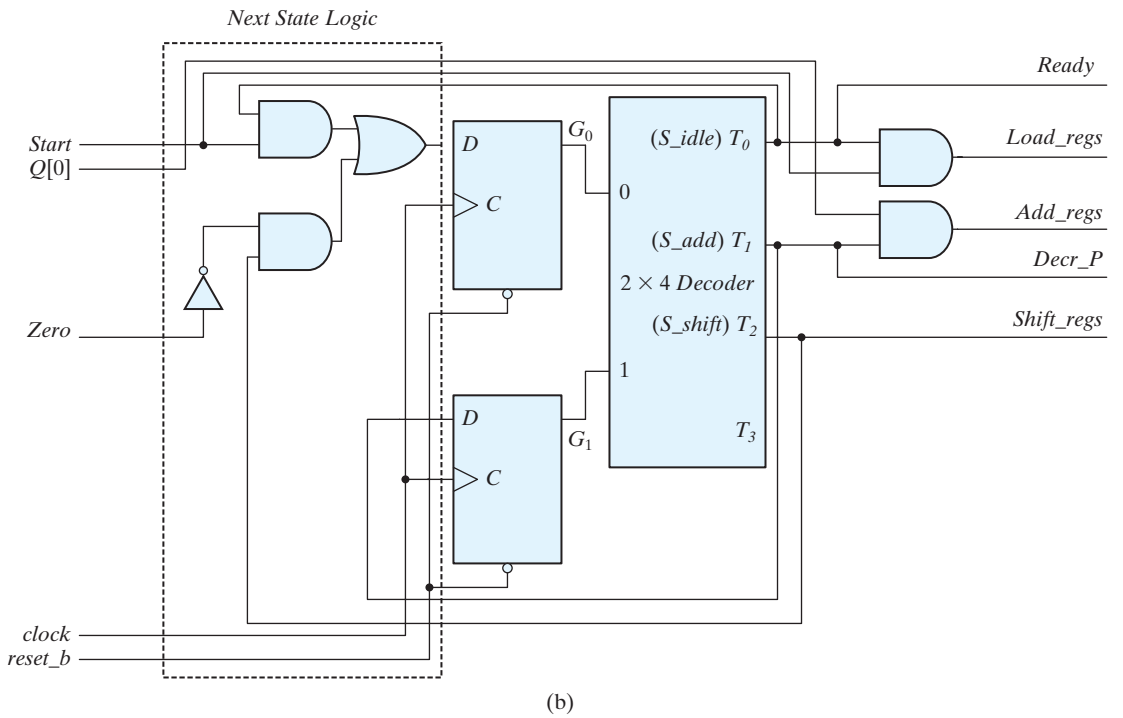 Next State Logic
Ready
Start
Q[0]
D
G0
(S_idle) T0
Load_regs
C
0
Add_regs
(S_add) T1
Decr_P
2 × 4 Decoder
Zero
(S_shift) T2
Shift_regs
1
D
G1
T3
C
clock
reset_b
(b)